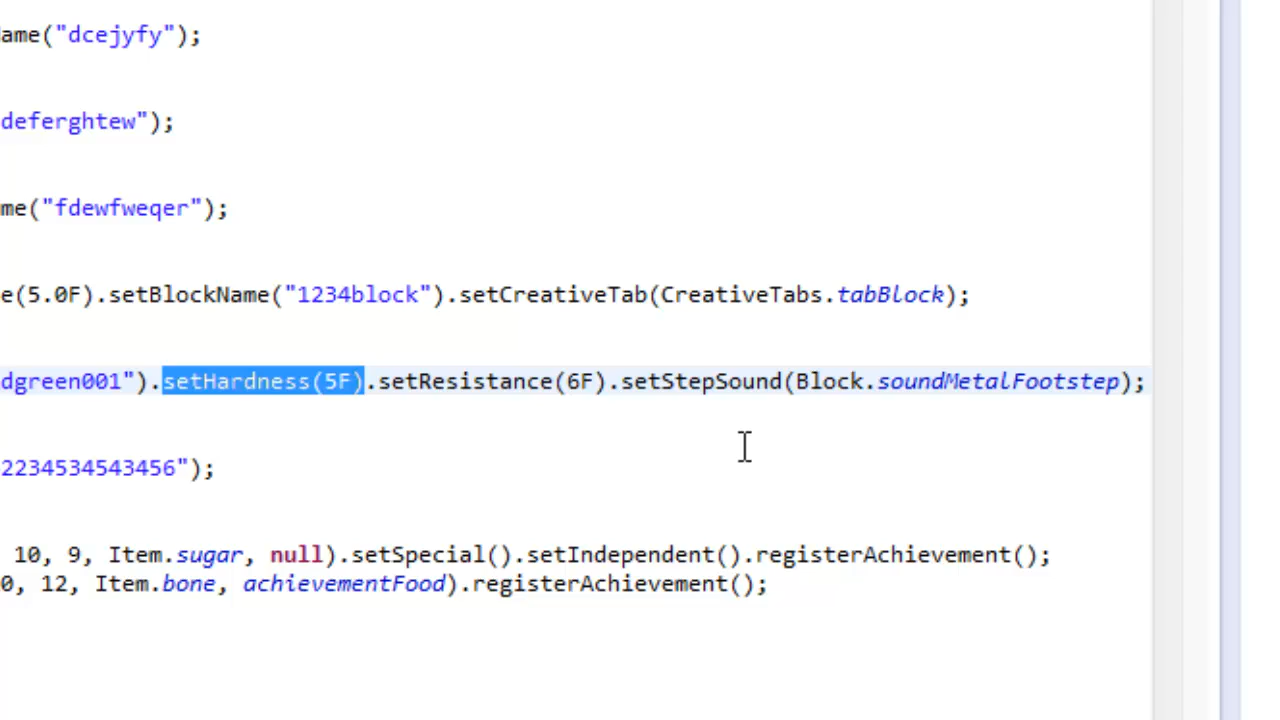 ame("dcejyfy");
deferghtew");
me("fdewfweqer");
e(5.0F).setBlockName("1234block").setCreativeTab(CreativeTabs.tabBlock);
dgreen001").setHardness(5F).setResistance(6F).setStepSound(Block.soundMetalFootstep);
2234534543456");
10, 9, Item.sugar, null).setSpecial().setIndependent().registerAchievement();
0, 12, Item.bone, achievementFood).registerAchievement();